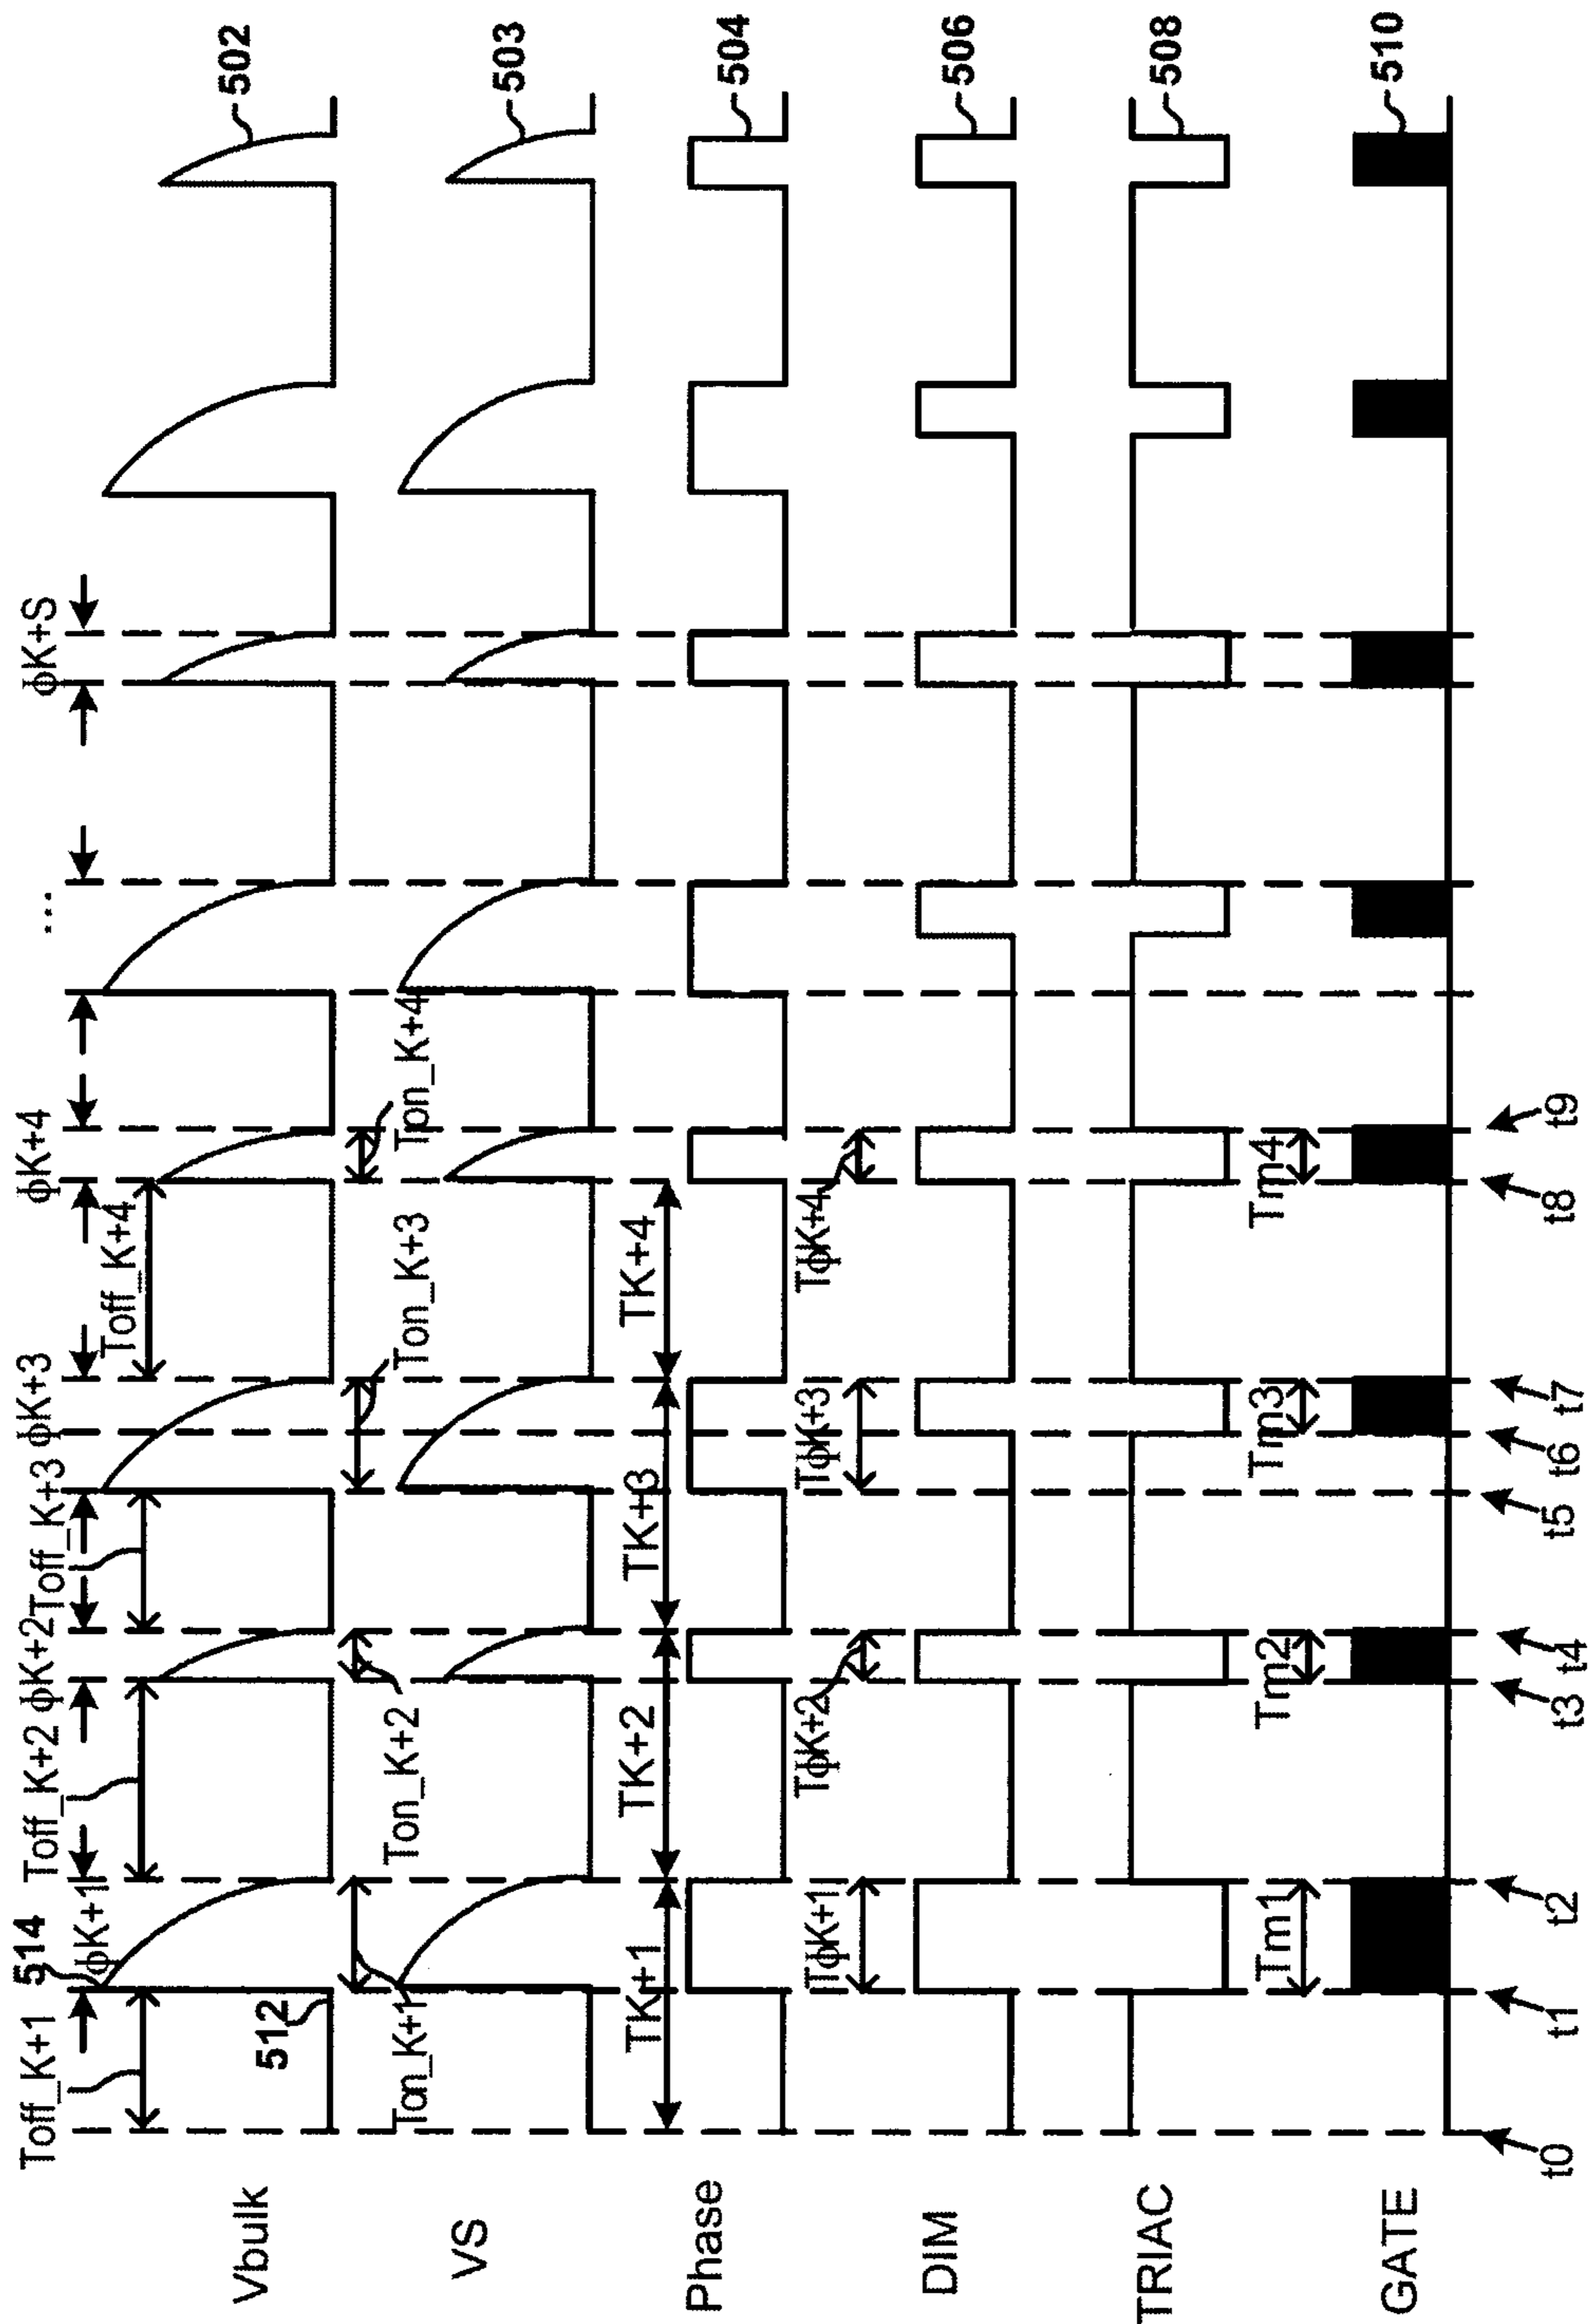 Toff_K+1
514
ϕK+1
Toff_K+2
ϕK+2
Toff_K+3
ϕK+3
Toff_K+4
ϕK+4
...
ϕK+S
Vbulk
512
502
Ton_K+1
Ton_K+2
Ton_K+3
Ton_K+4
VS
503
TK+1
TK+2
TK+3
TK+4
Phase
504
TϕK+1
TϕK+2
TϕK+3
TϕK+4
DIM
506
TRIAC
508
Tm1
Tm2
Tm3
Tm4
GATE
510
t0
t1
t2
t3
t4
t5
t6
t7
t8
t9